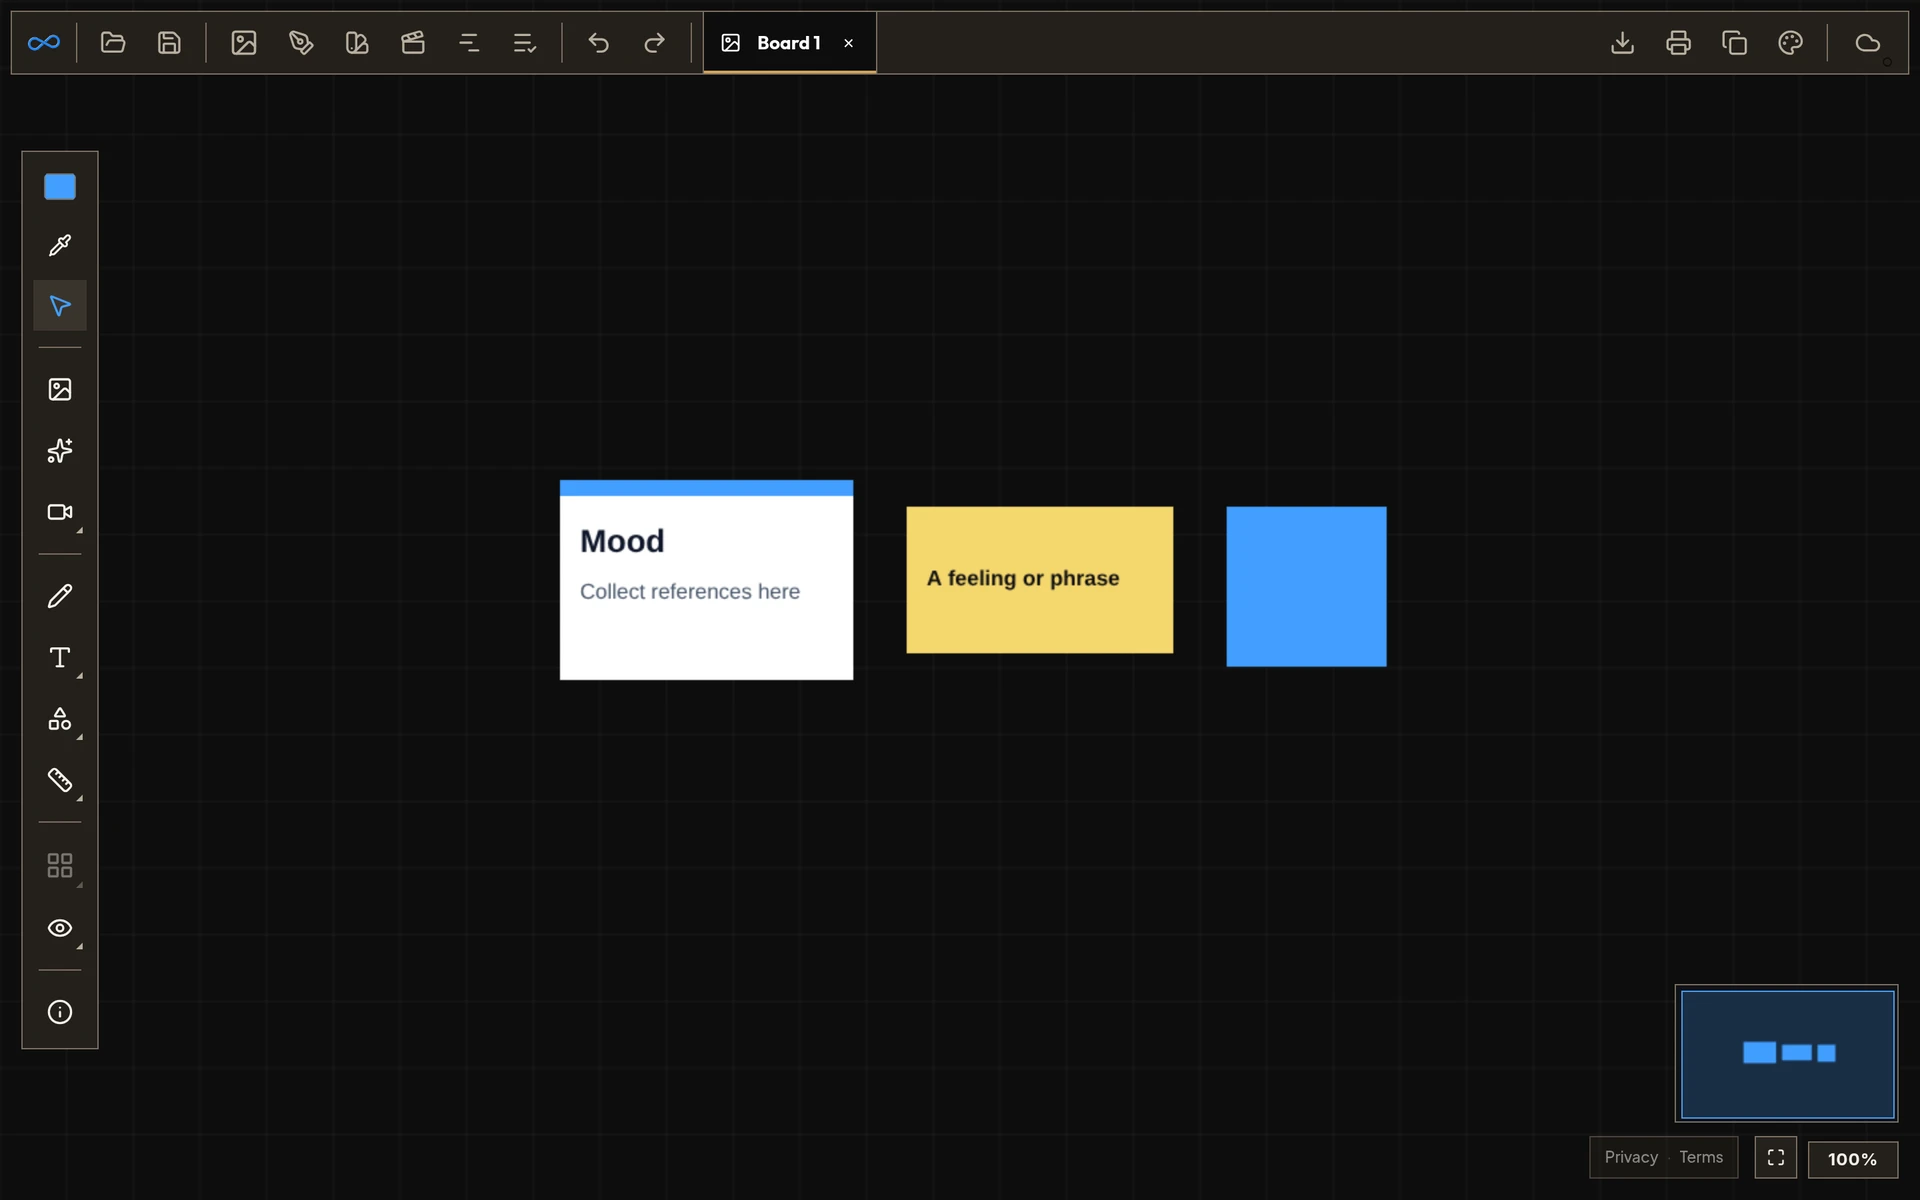 Board 1
Mood
Collect references here
A feeling or phrase
Privacy · Terms
100%